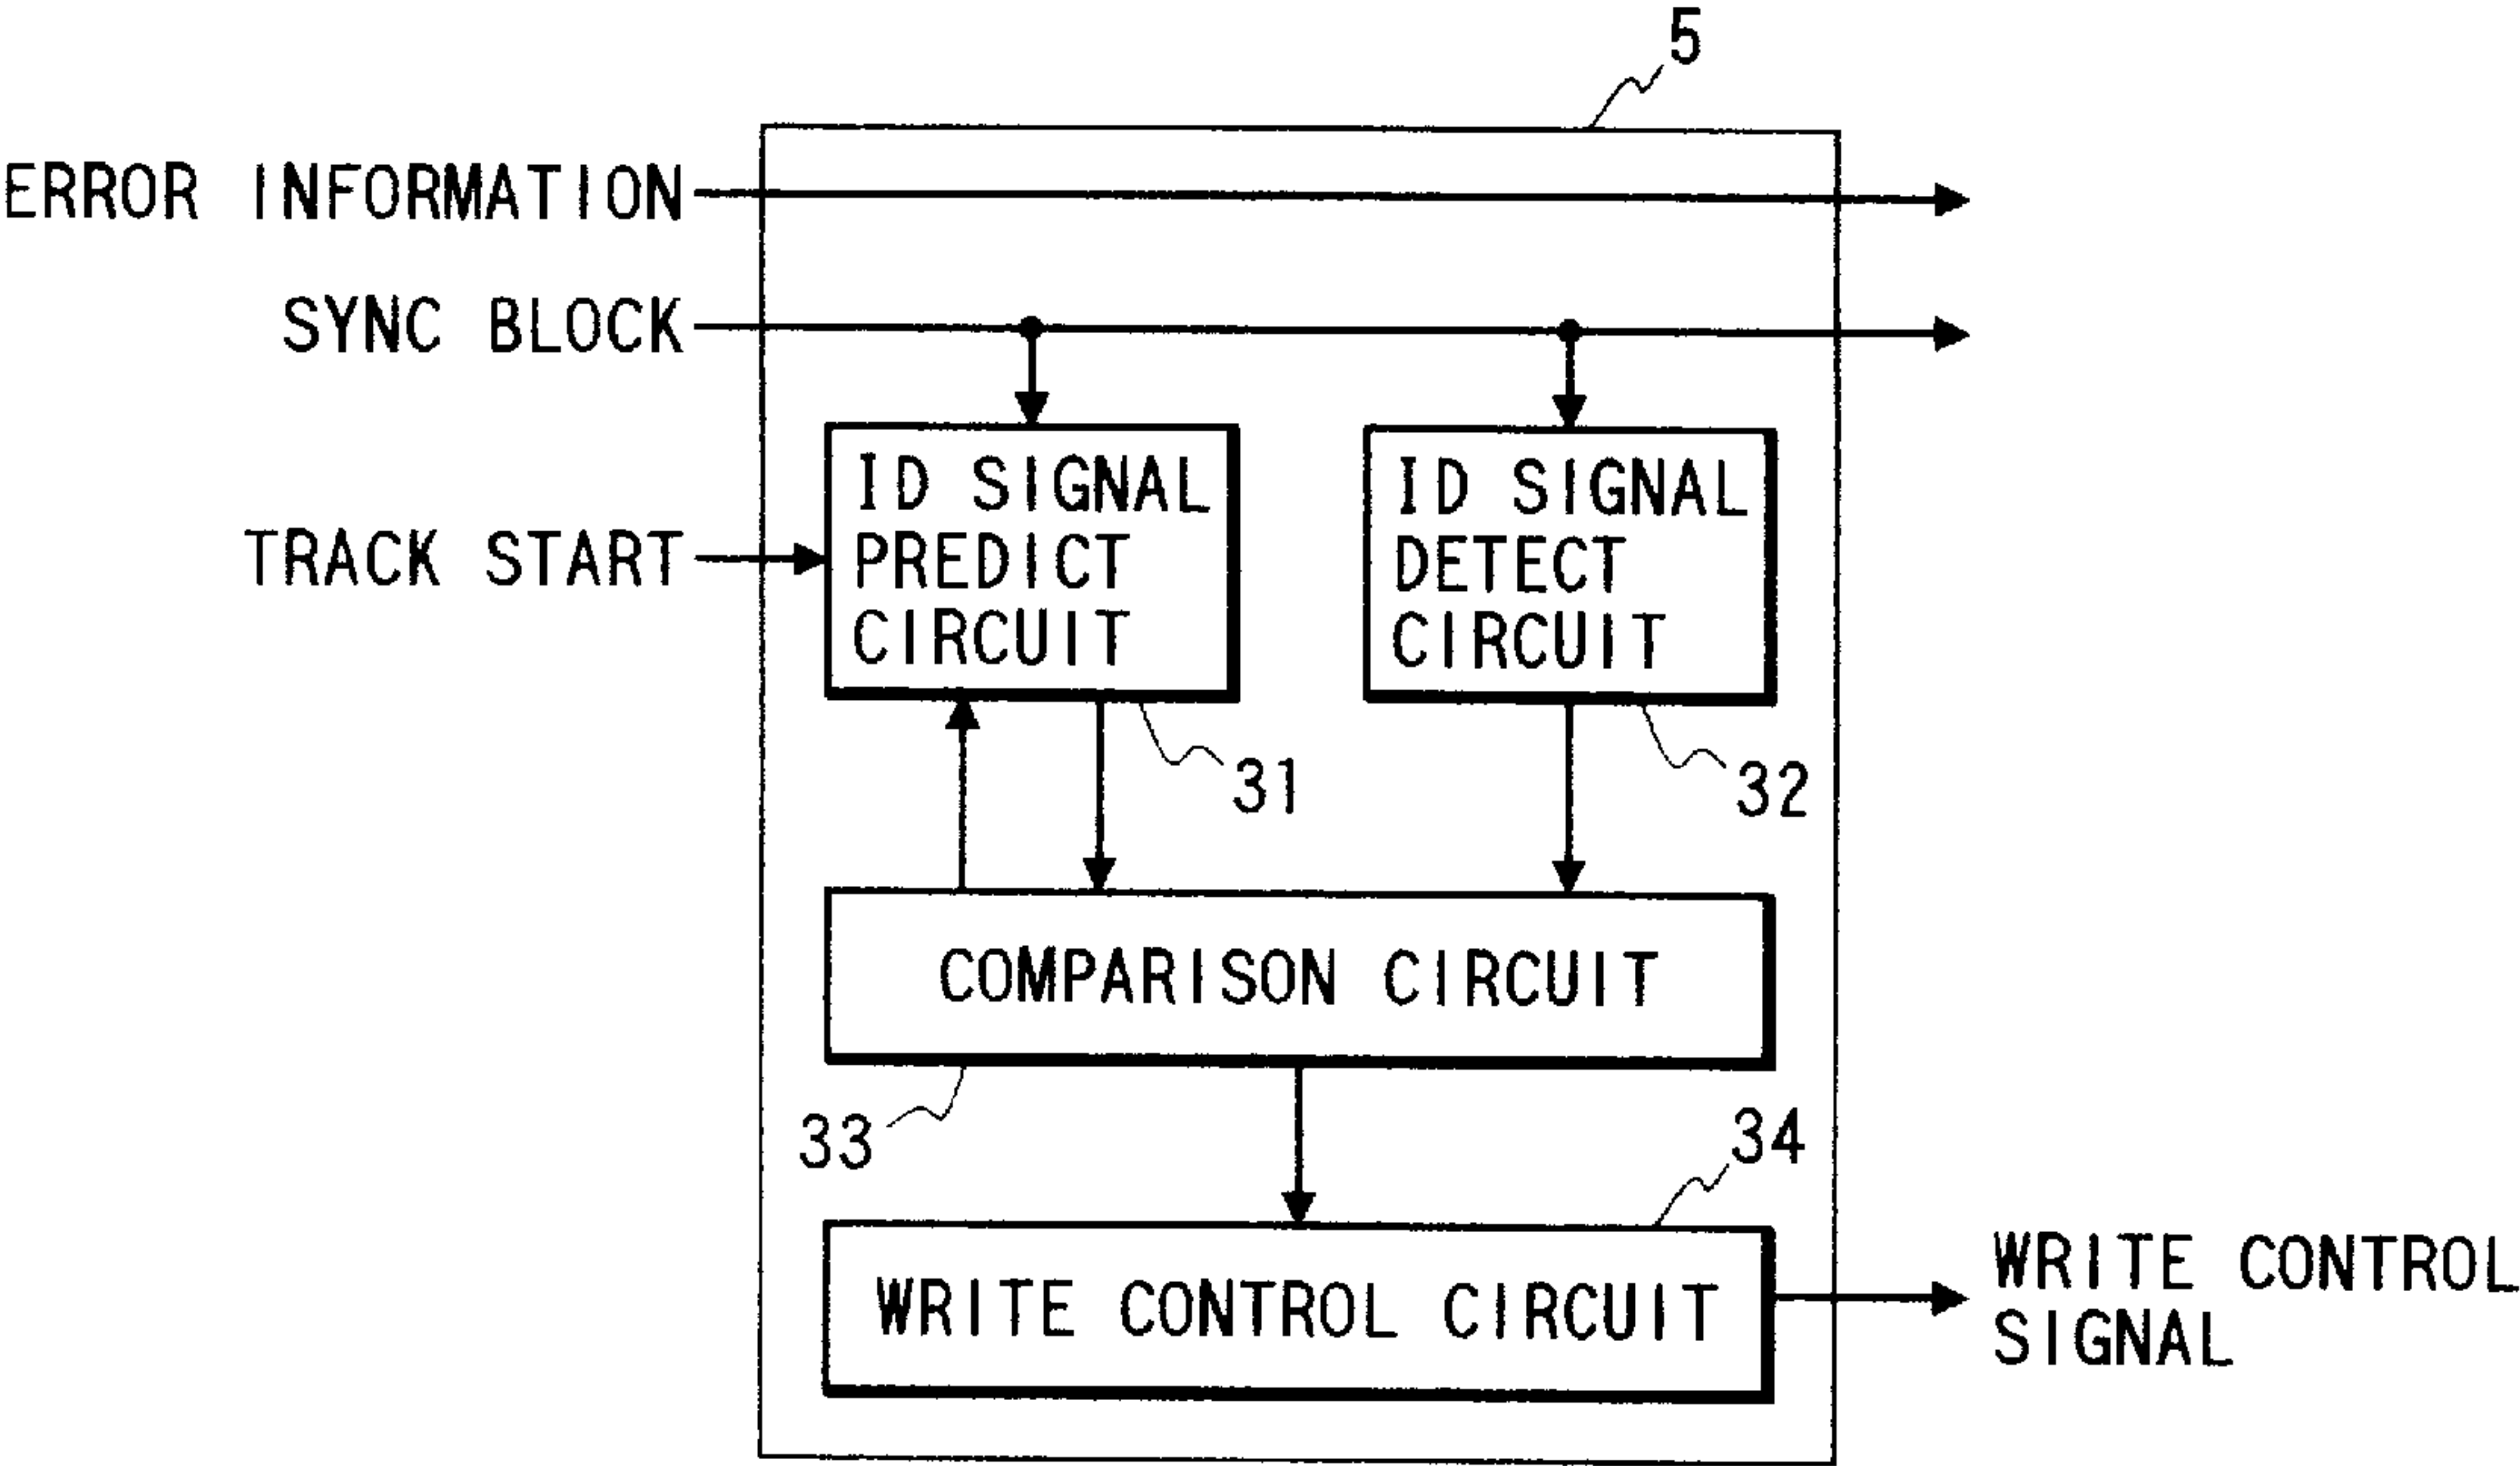 5
ERROR INFORMATION
SYNC BLOCK
TRACK START
ID SIGNAL
PREDICT
CIRCUIT
ID SIGNAL
DETECT
CIRCUIT
31
32
COMPARISON CIRCUIT
33
34
WRITE CONTROL CIRCUIT
WRITE CONTROL
SIGNAL